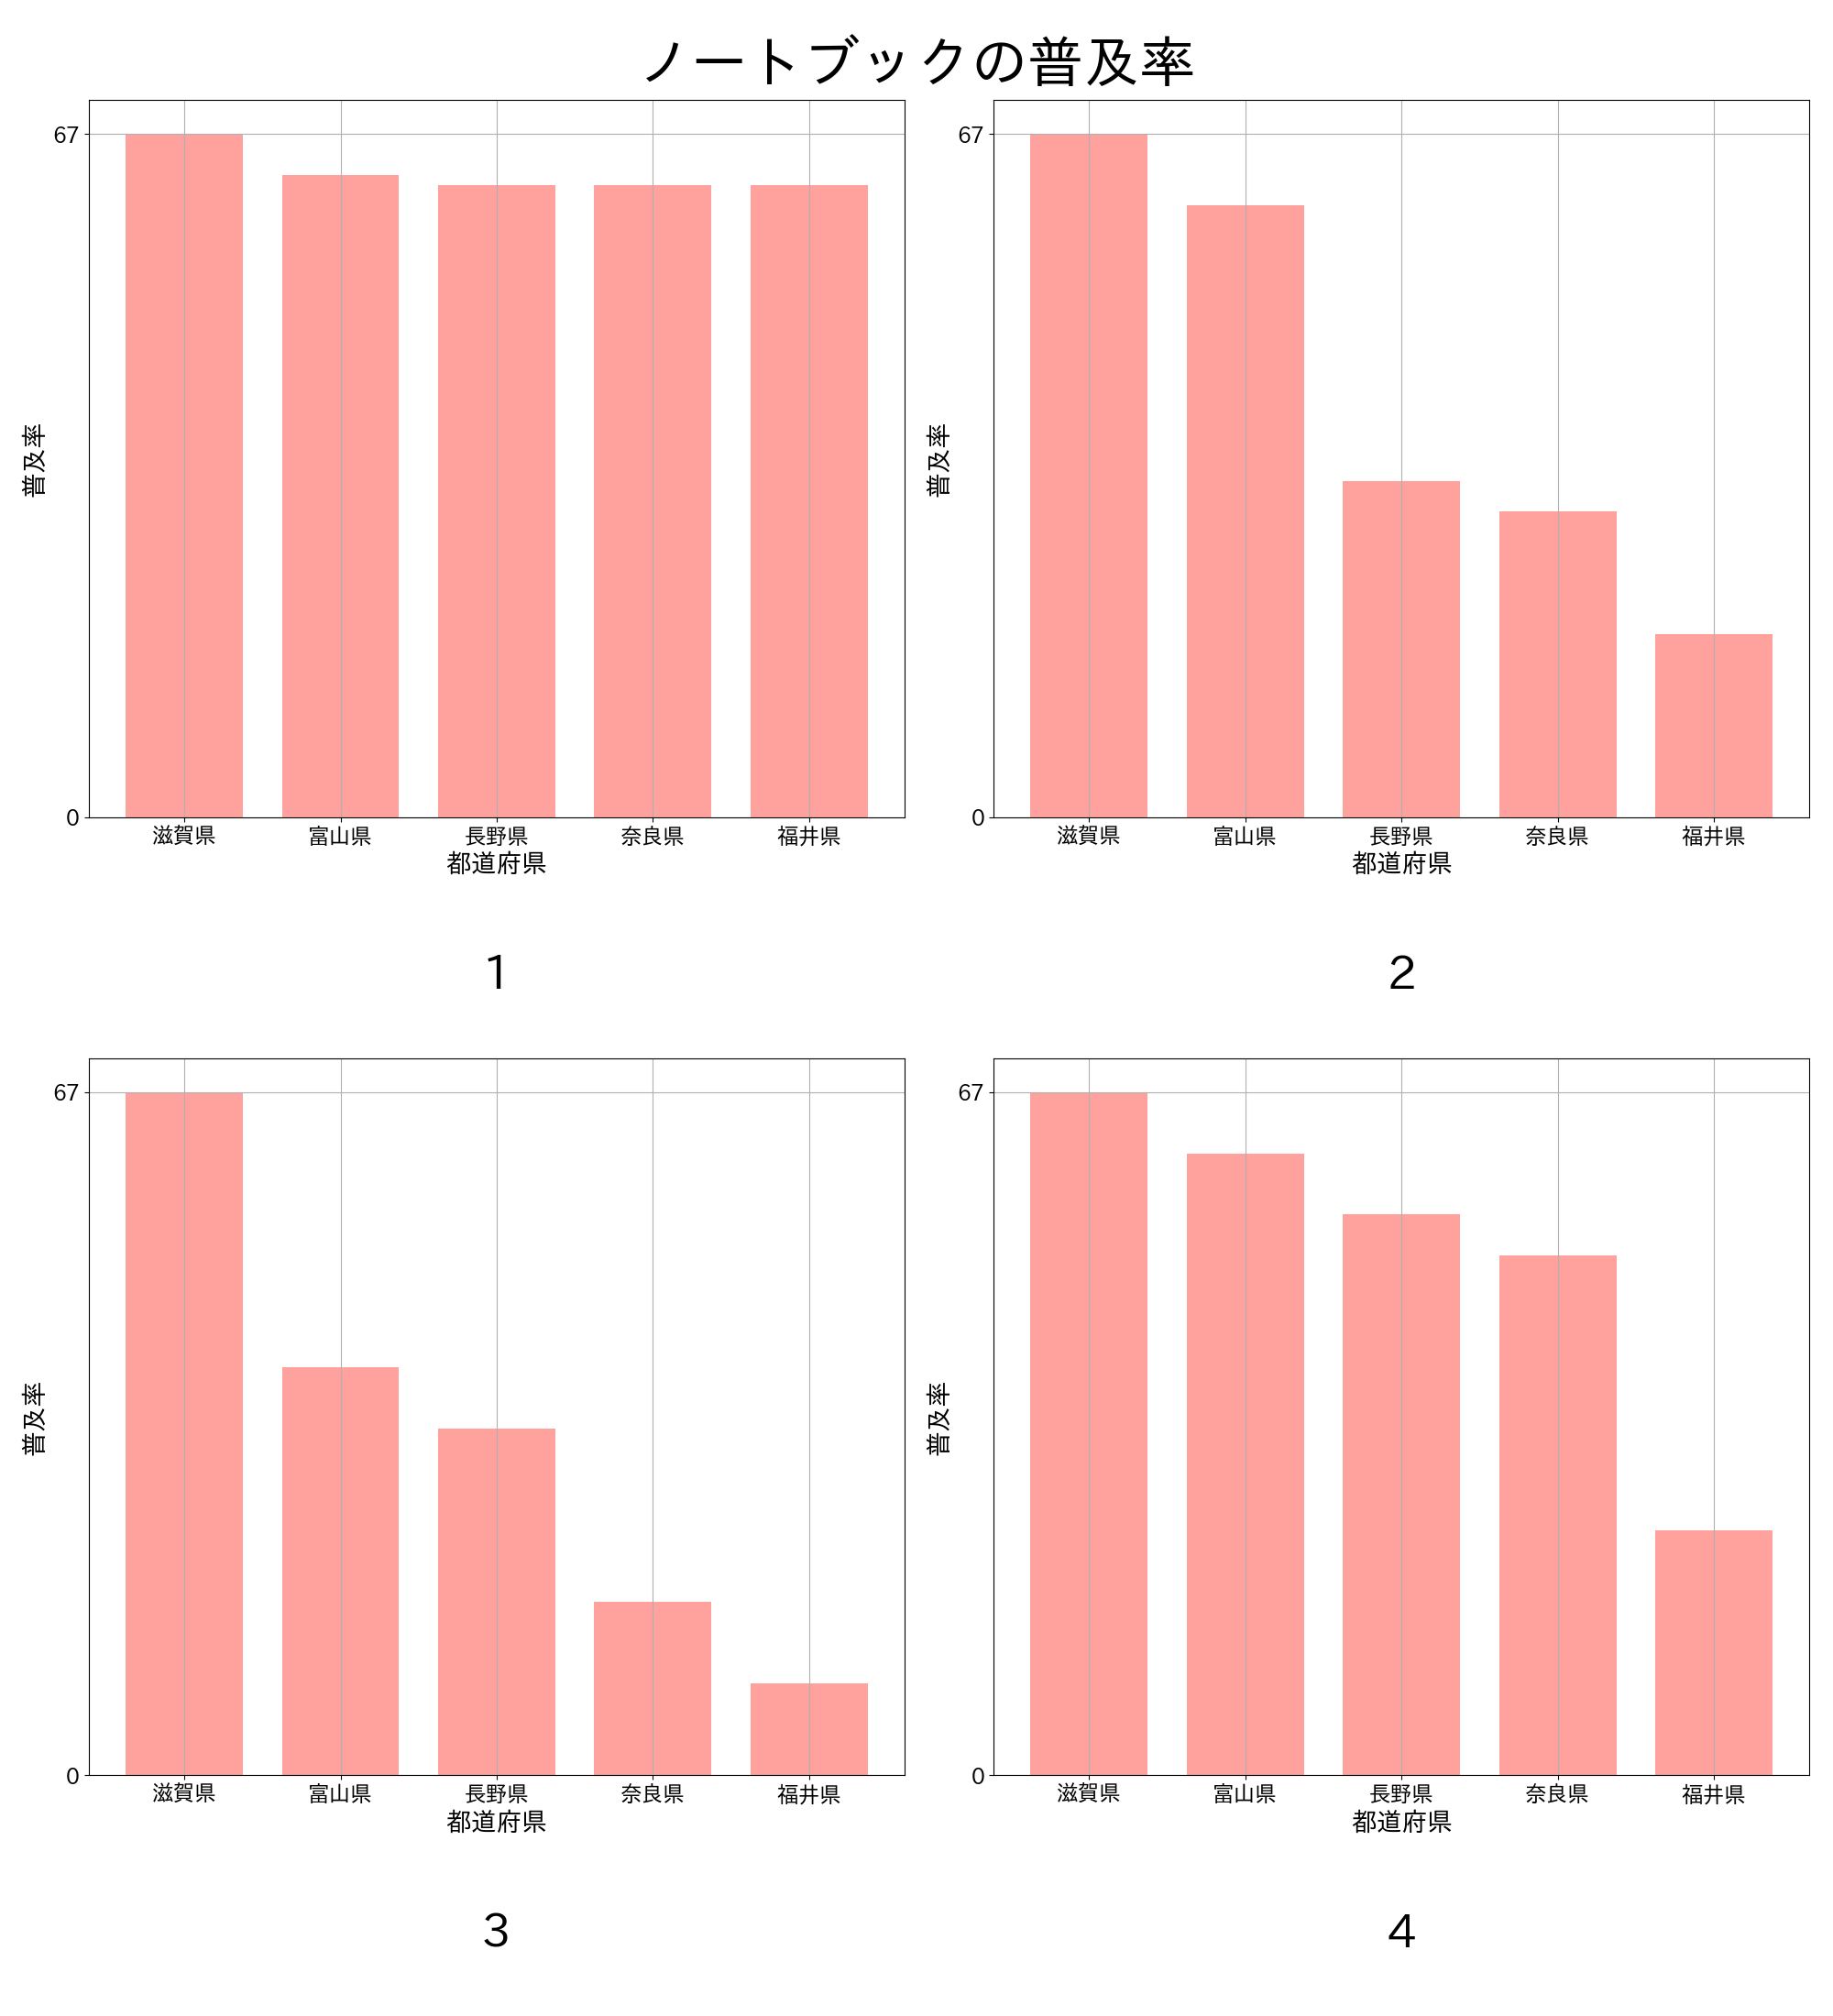 ノートブックの普及率
67
0
普及率
滋賀県 富山県 長野県 奈良県 福井県
都道府県
1
67
0
普及率
滋賀県 富山県 長野県 奈良県 福井県
都道府県
2
67
0
普及率
滋賀県 富山県 長野県 奈良県 福井県
都道府県
3
67
0
普及率
滋賀県 富山県 長野県 奈良県 福井県
都道府県
4